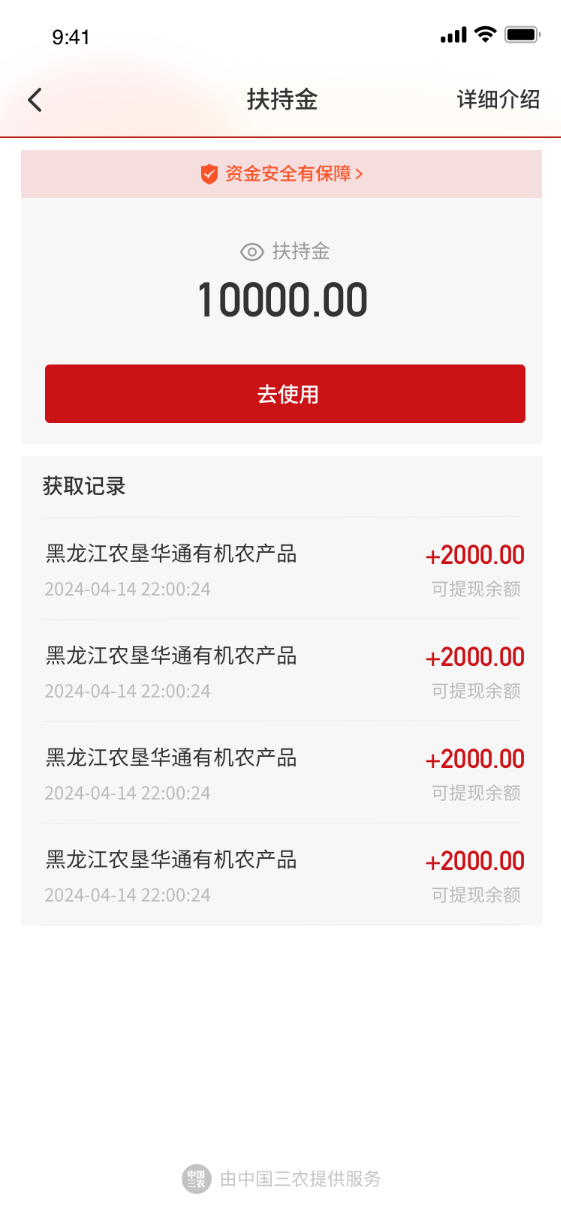 9:41
扶持金
详细介绍
资金安全有保障
扶持金
10000.00
去使用
获取记录
黑龙江农垦华通有机农产品
+2000.00
2024-04-14 22:00:24
可提现余额
黑龙江农垦华通有机农产品
+2000.00
2024-04-14 22:00:24
可提现余额
黑龙江农垦华通有机农产品
+2000.00
2024-04-14 22:00:24
可提现余额
黑龙江农垦华通有机农产品
+2000.00
2024-04-14 22:00:24
可提现余额
中国
三农
由中国三农提供服务